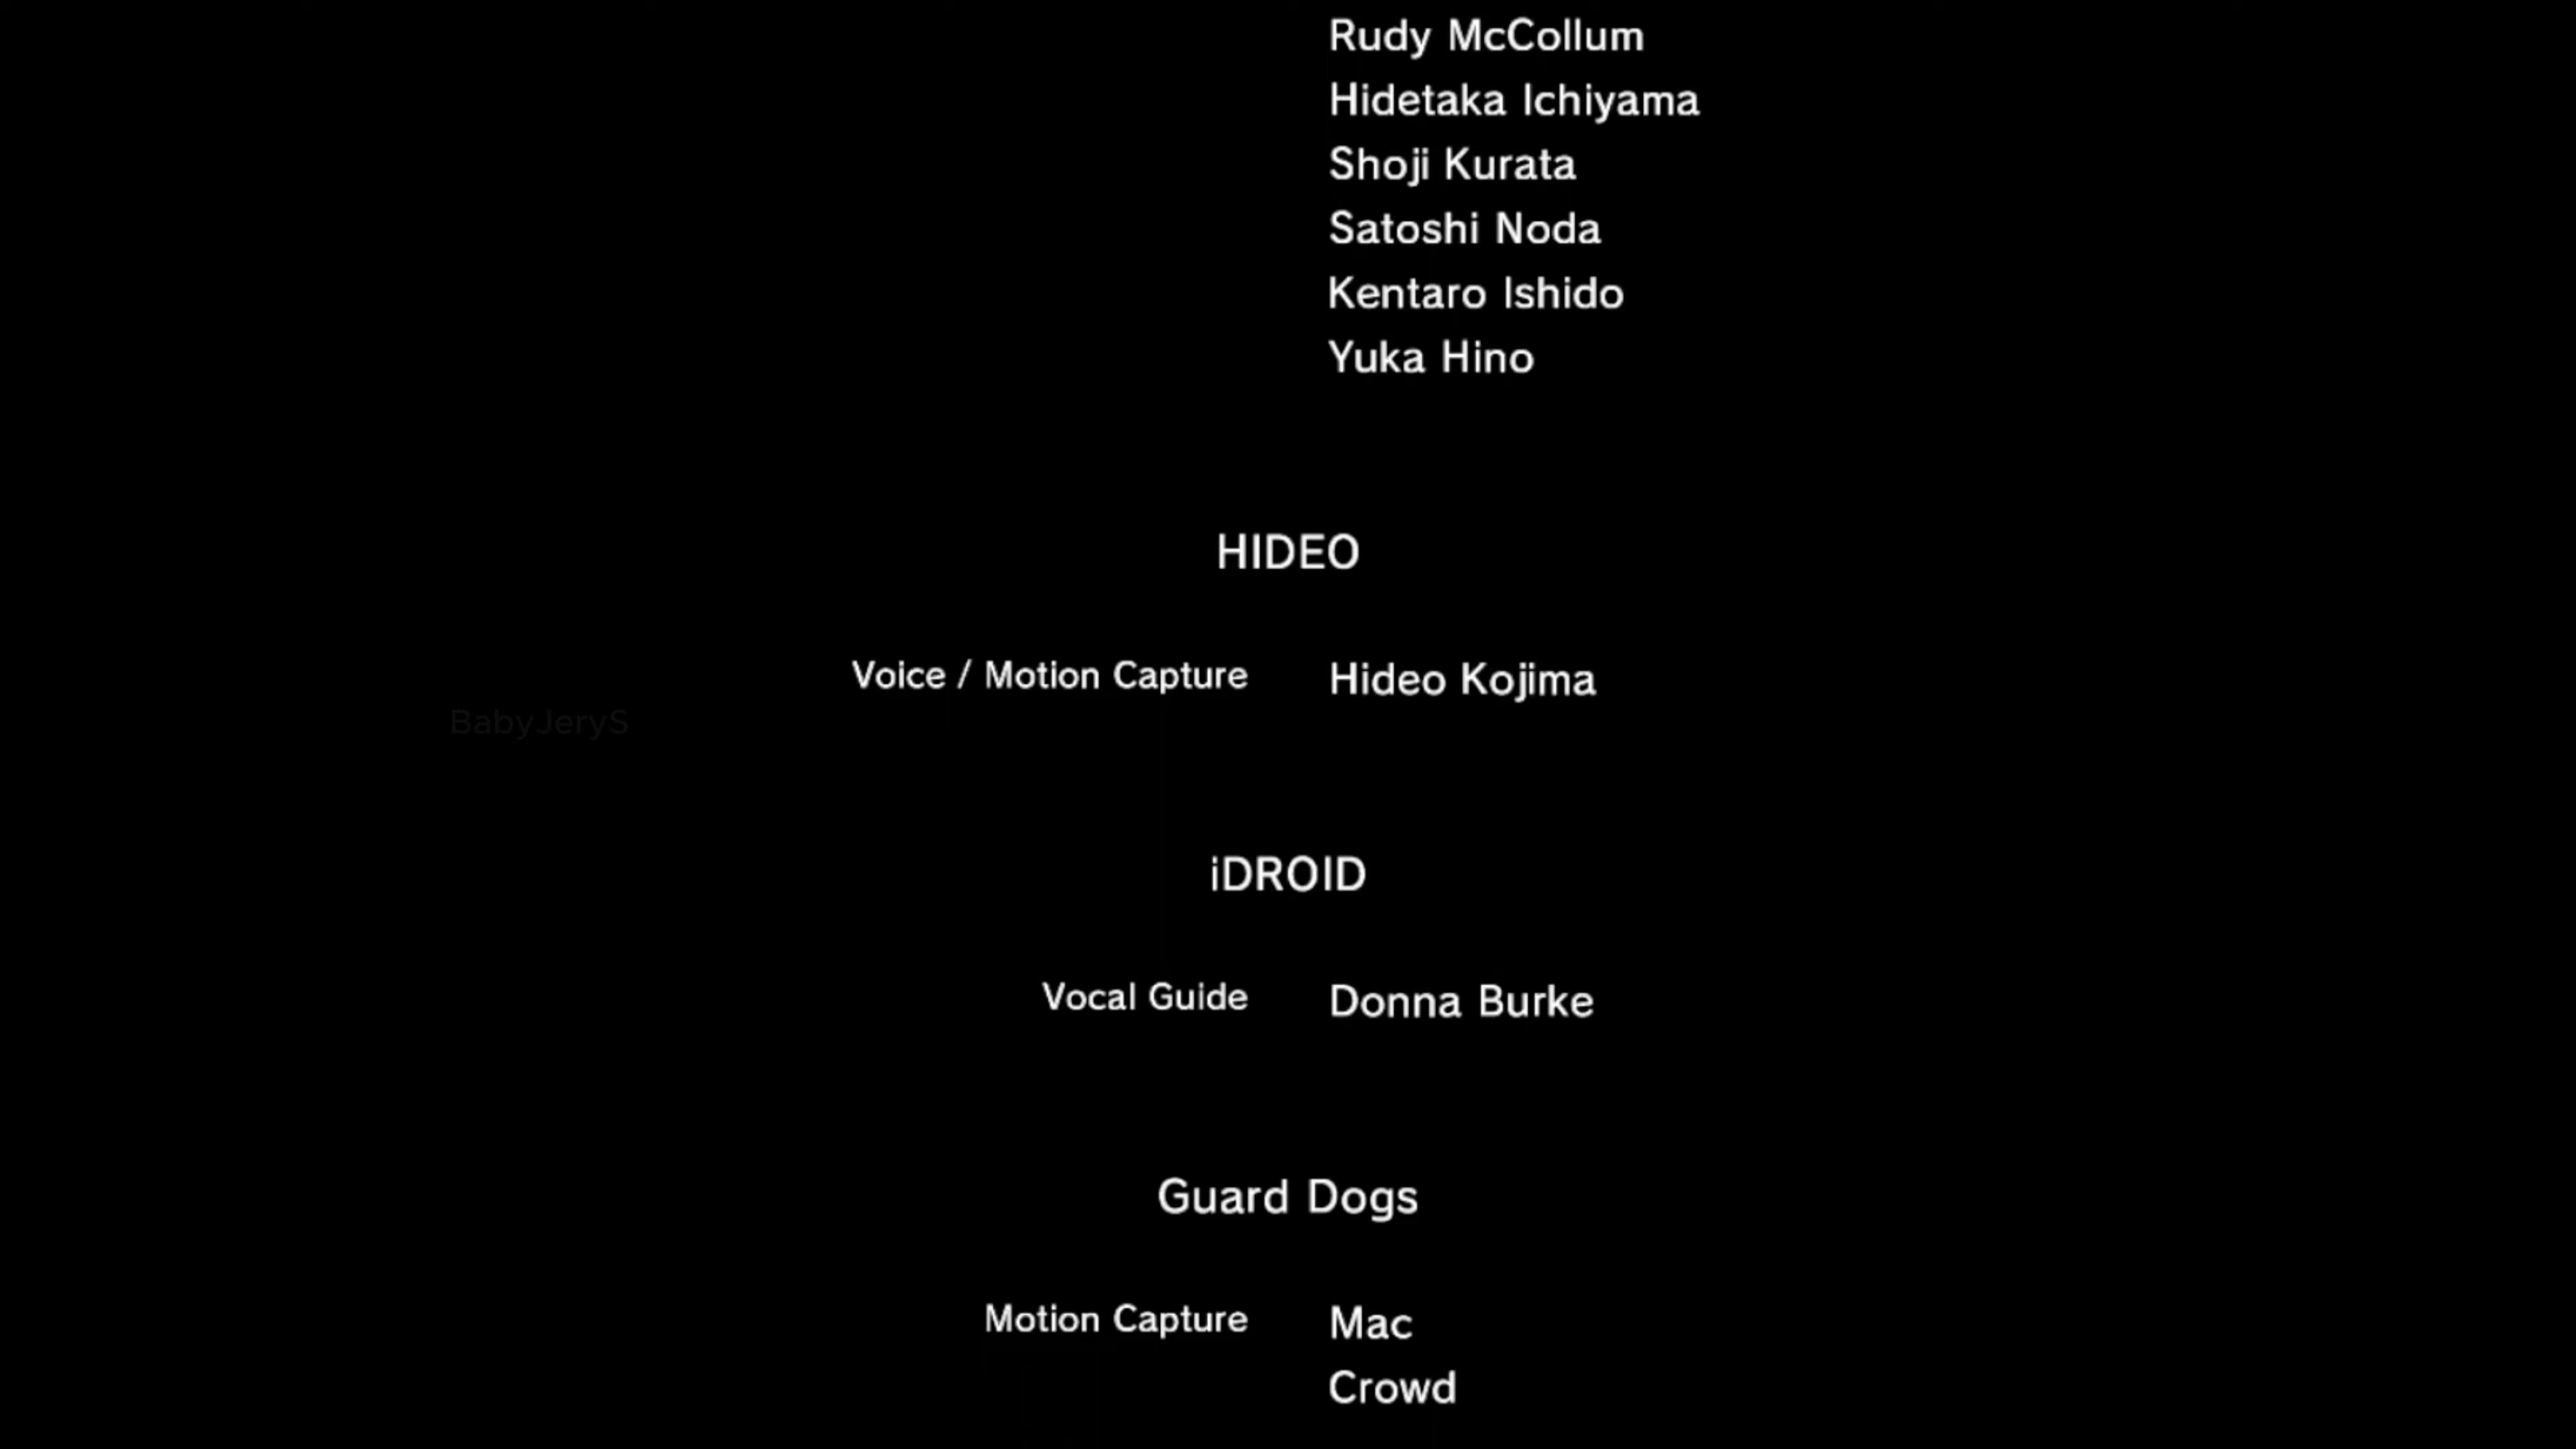 Rudy McCollum
Hidetaka Ichiyama
Shoji Kurata
Satoshi Noda
Kentaro Ishido
Yuka Hino
HIDEO
Voice / Motion Capture Hideo Kojima
BabyJeryS
iDROID
Vocal Guide Donna Burke
Guard Dogs
Motion Capture Mac
Crowd